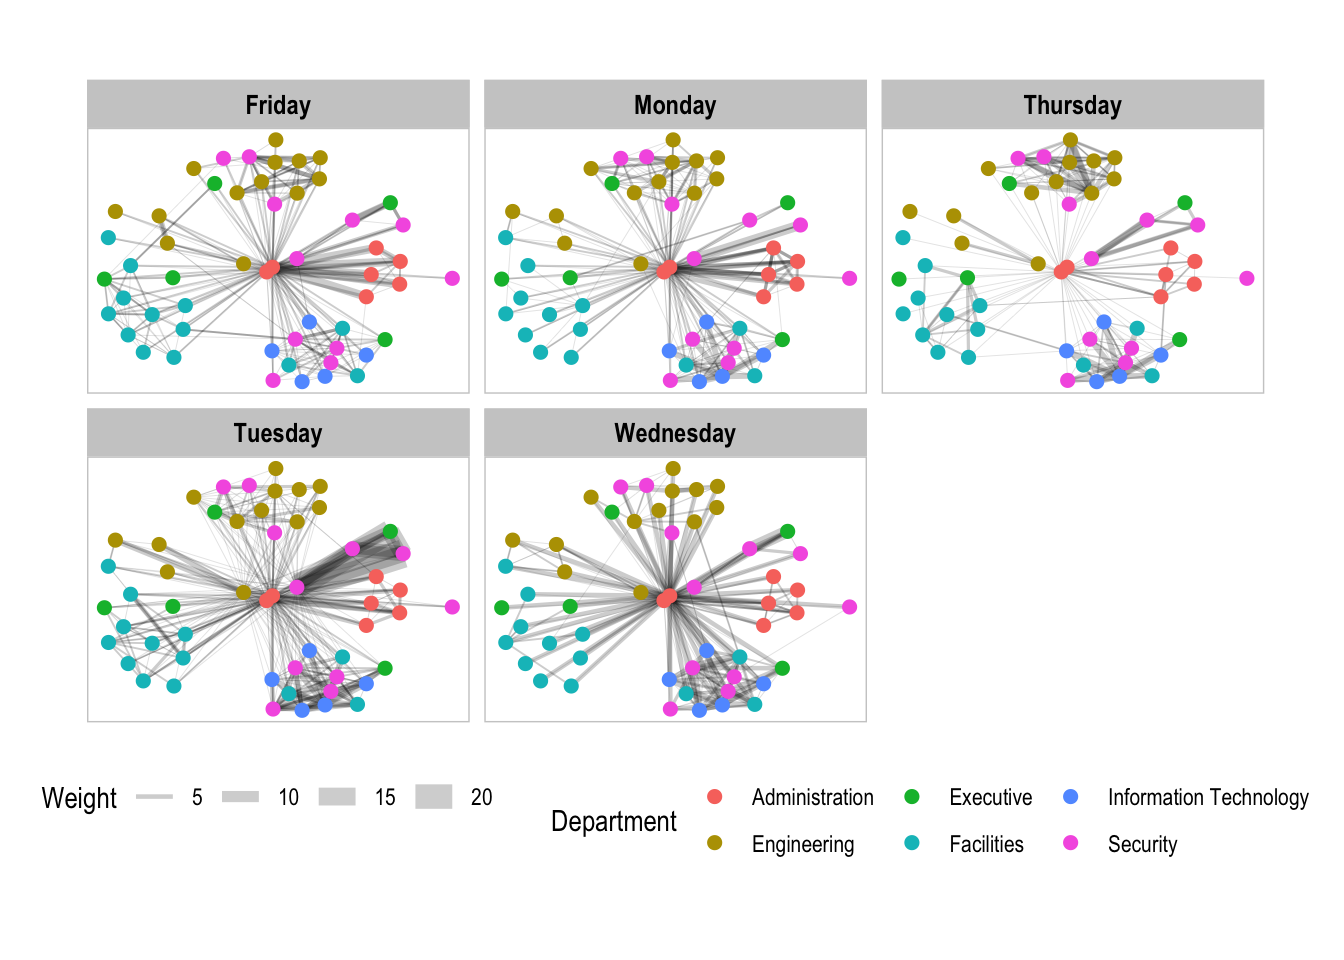 Friday
Monday
Thursday
Tuesday
Wednesday
Weight 5 10 15 20
Department
Administration Executive Information Technology
Engineering Facilities Security